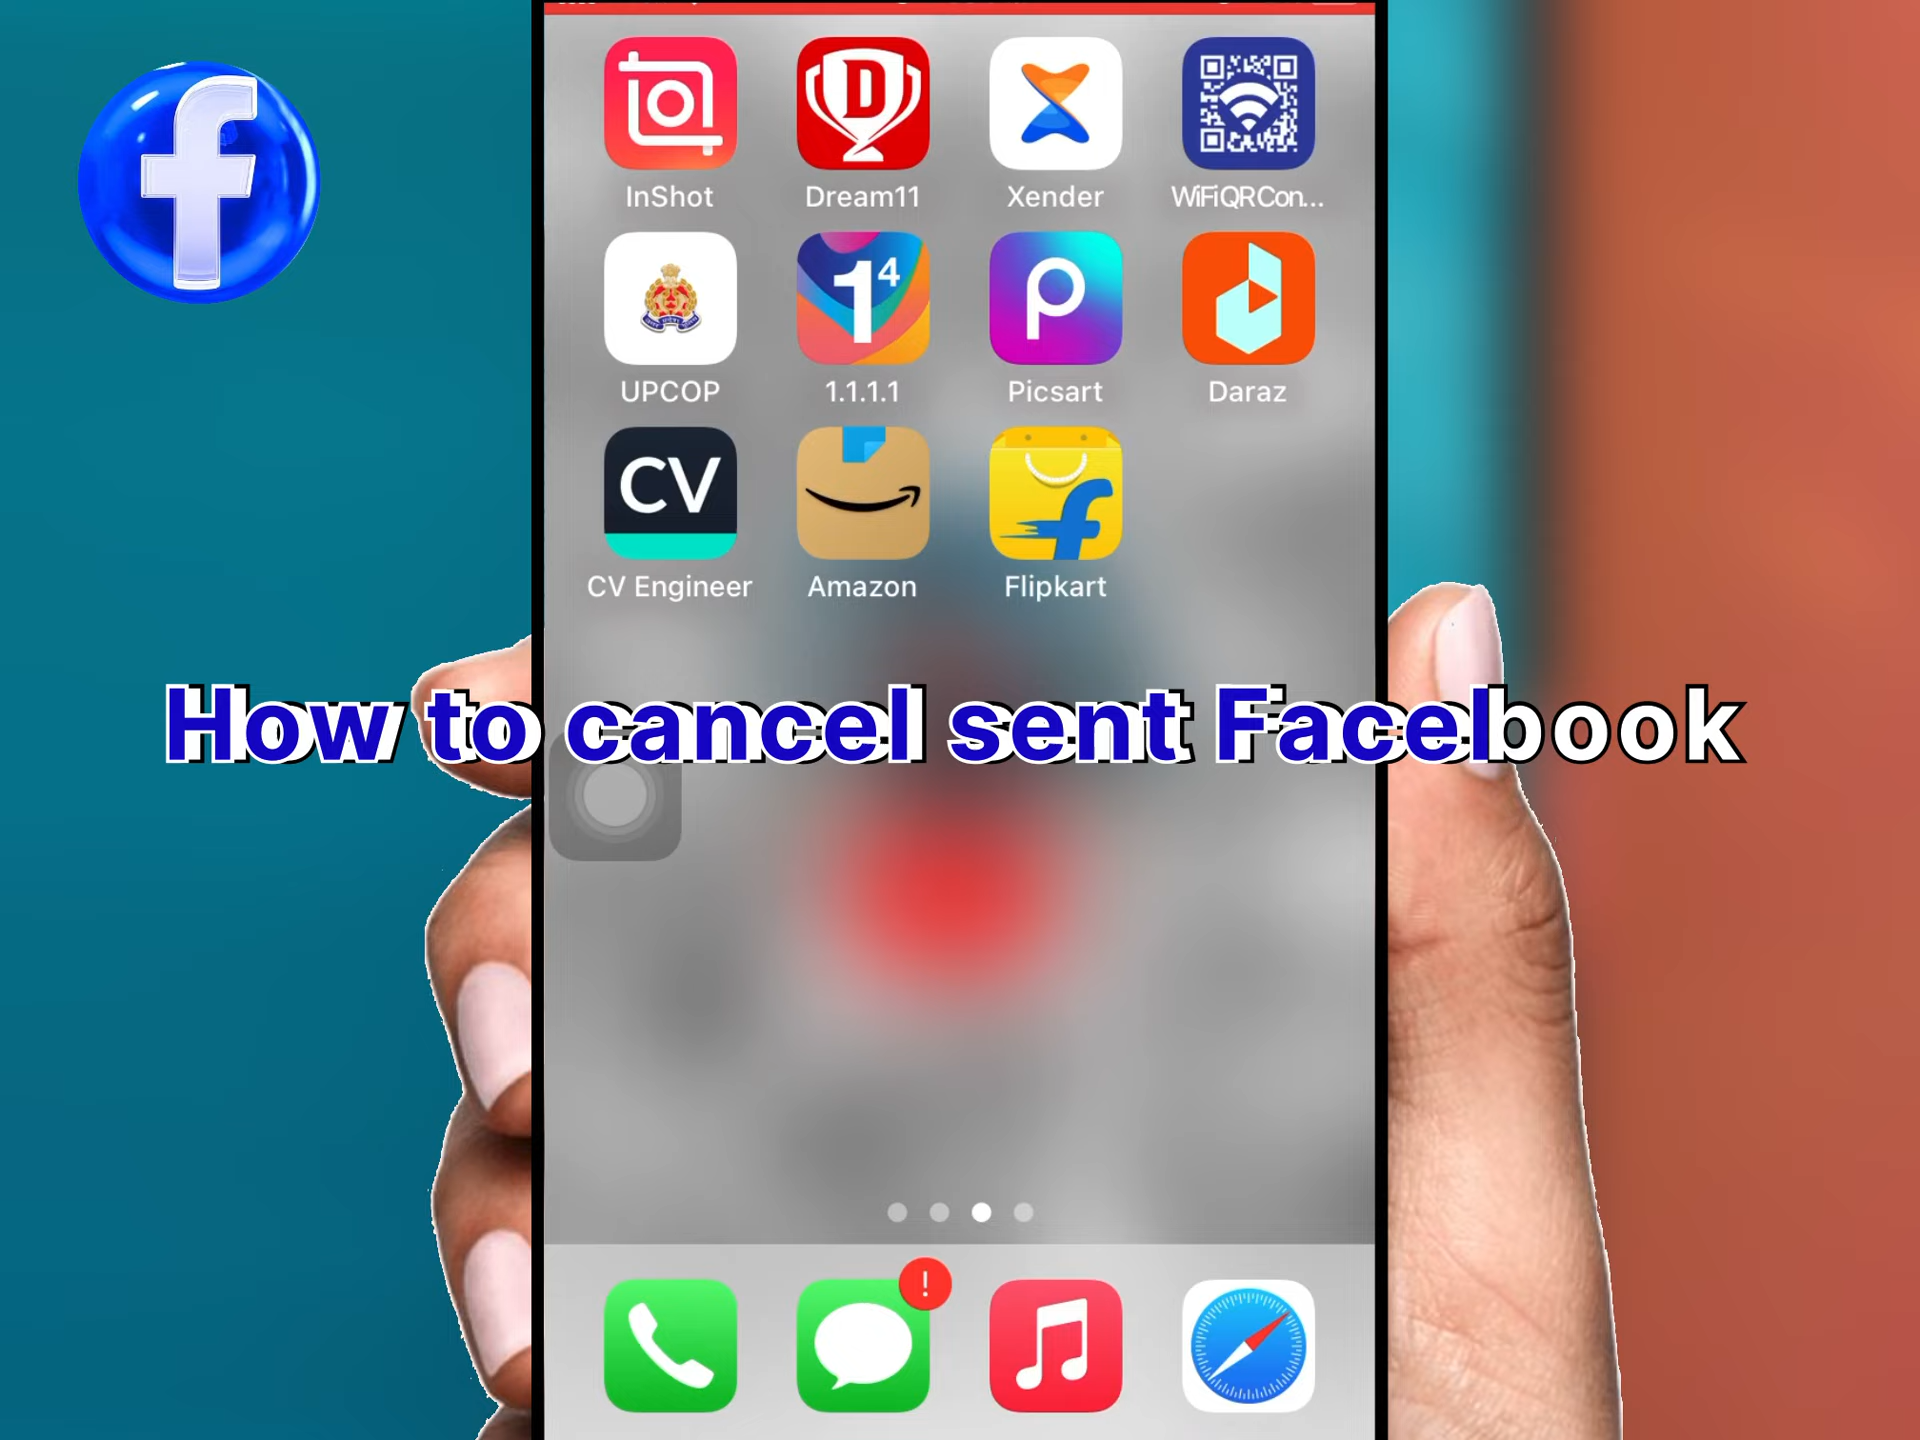 InShot Dream11 Xender WiFiQRCon...
UPCOP 1.1.1.1 Picsart Daraz
CV
CV Engineer Amazon Flipkart
How to cancel sent Facebook